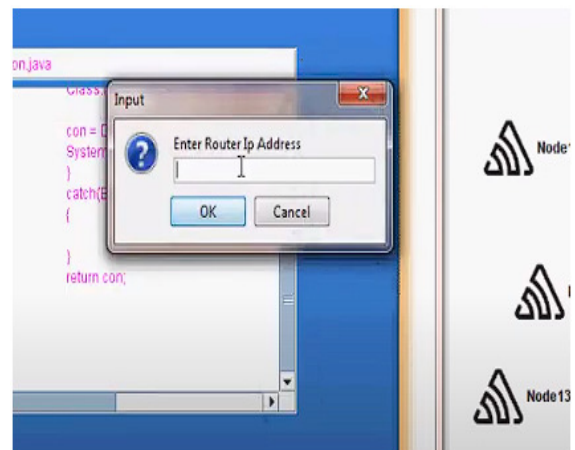 on.java
Class.
Input
con = D
System
}
catch(E
{
}
return con;
Enter Router Ip Address
OK
Cancel
Node
Node13